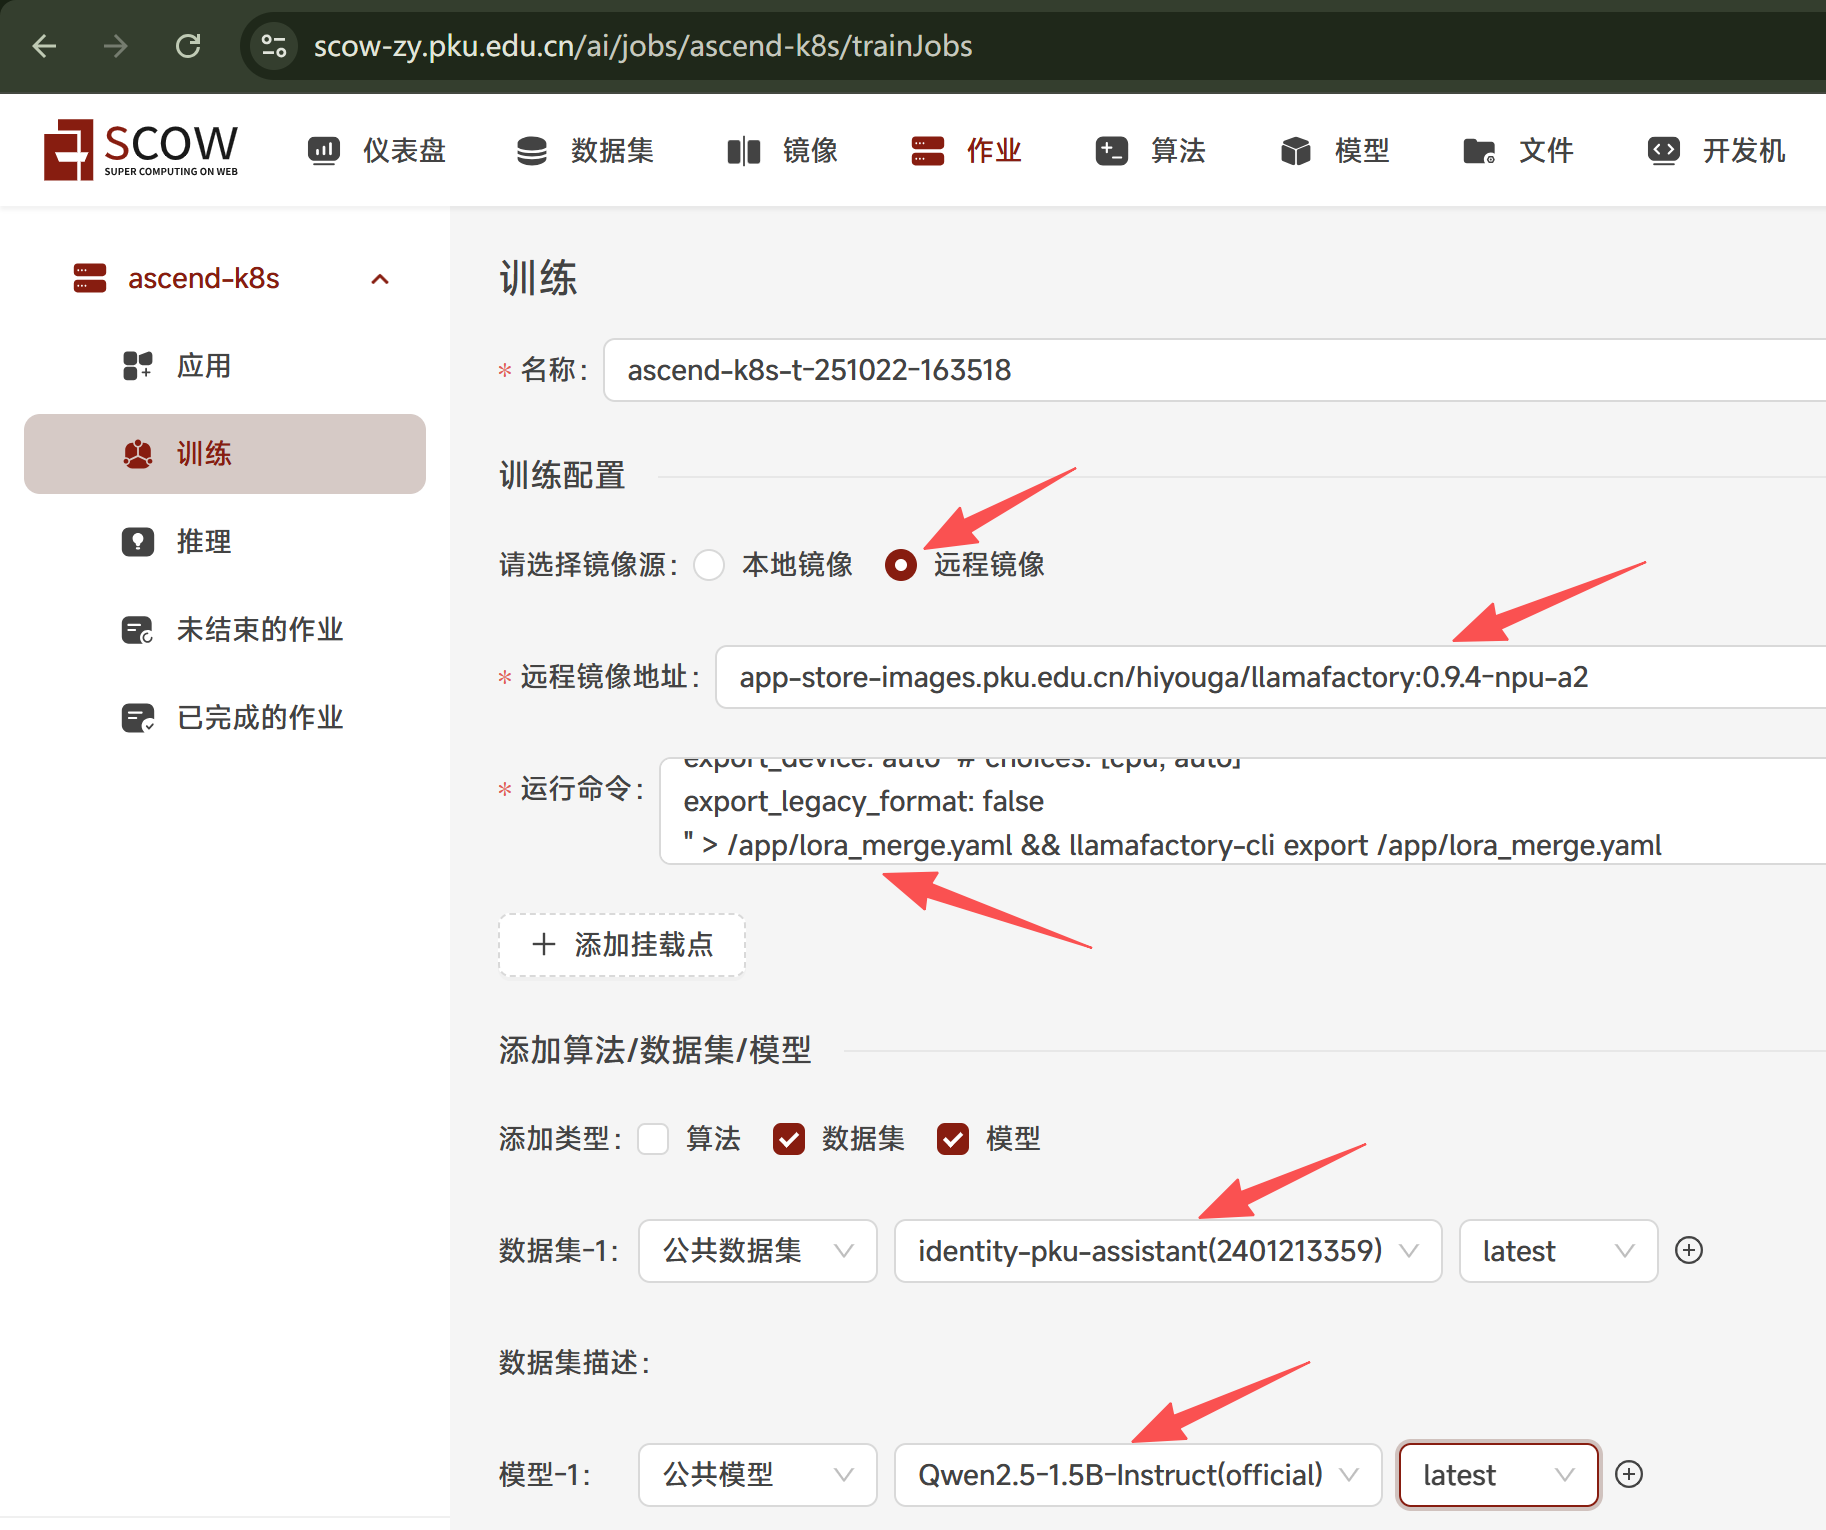 scow-zy.pku.edu.cn/ai/jobs/ascend-k8s/trainJobs
SCOW
SUPER COMPUTING ON WEB
仪表盘
数据集
镜像
作业
算法
模型
文件
开发机
ascend-k8s
应用
训练
推理
未结束的作业
已完成的作业
训练
* 名称: ascend-k8s-t-251022-163518
训练配置
请选择镜像源: 本地镜像 远程镜像
* 远程镜像地址: app-store-images.pku.edu.cn/hiyouga/llamafactory:0.9.4-npu-a2
* 运行命令:
export_device: auto # choices: [cpu, auto]
export_legacy_format: false
" > /app/lora_merge.yaml && llamafactory-cli export /app/lora_merge.yaml
+ 添加挂载点
添加算法/数据集/模型
添加类型: 算法 数据集 模型
数据集-1: 公共数据集 identity-pku-assistant(2401213359) latest
数据集描述:
模型-1: 公共模型 Qwen2.5-1.5B-Instruct(official) latest